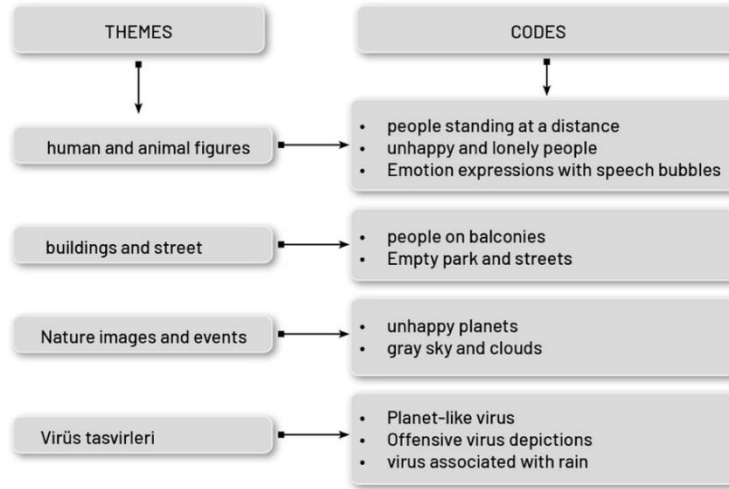 THEMES
CODES
human and animal figures
• people standing at a distance
• unhappy and lonely people
• Emotion expressions with speech bubbles
buildings and street
• people on balconies
• Empty park and streets
Nature images and events
• unhappy planets
• gray sky and clouds
Virüs tasvirleri
• Planet-like virus
• Offensive virus depictions
• virus associated with rain